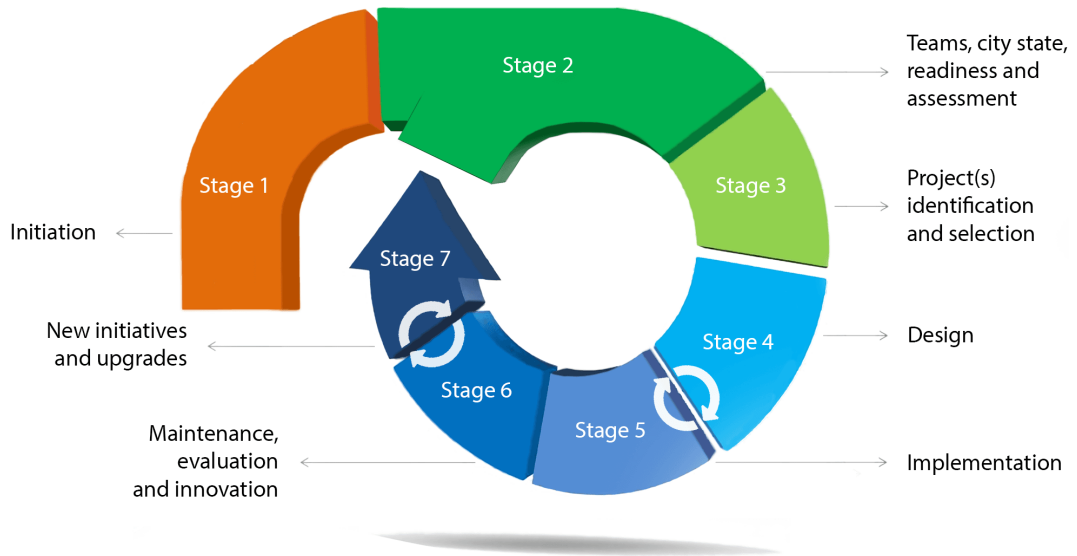 Stage 1
Stage 2
Stage 3
Stage 4
Stage 5
Stage 6
Stage 7
Initiation
Teams, city state,
readiness and
assessment
Project(s)
identification
and selection
Design
Implementation
Maintenance,
evaluation
and innovation
New initiatives
and upgrades